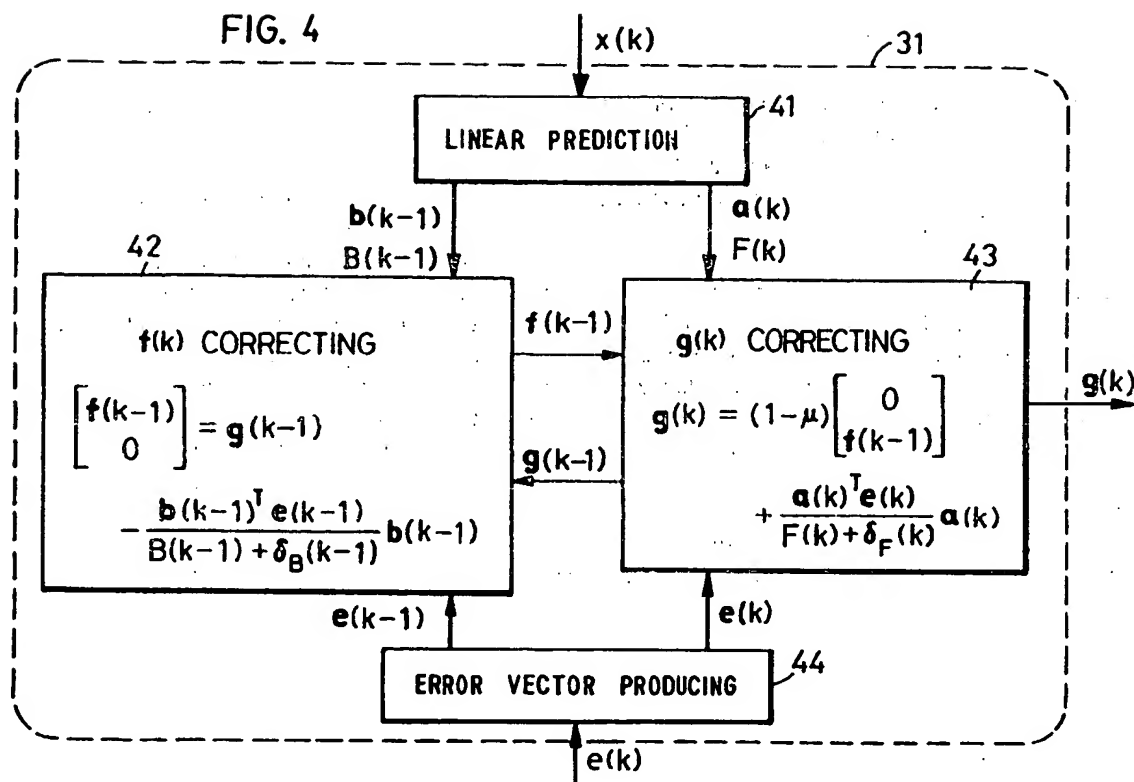 FIG. 4
x(k)
31
41
LINEAR PREDICTION
b(k-1)
B(k-1)
a(k)
F(k)
42
43
f(k) CORRECTING
[f(k-1) 0] = g(k-1)
- b(k-1)ᵀ e(k-1) / B(k-1) + δ_B(k-1) b(k-1)
f(k-1)
g(k-1)
g(k) CORRECTING
g(k) = (1-μ) [0 f(k-1)]
+ a(k)ᵀ e(k) / F(k) + δ_F(k) a(k)
g(k)
e(k-1)
e(k)
44
ERROR VECTOR PRODUCING
e(k)